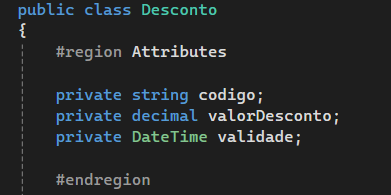 public class Desconto
{
#region Attributes
private string codigo;
private decimal valorDesconto;
private DateTime validade;
#endregion